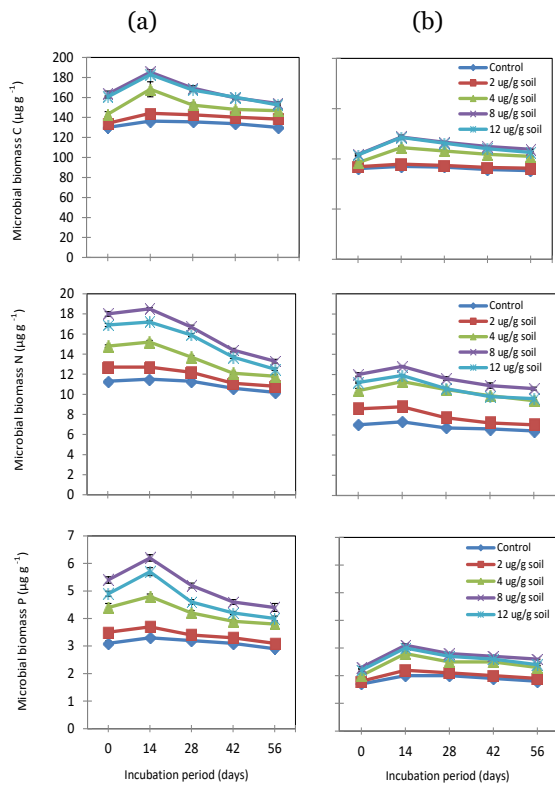 (a)
(b)
Microbial biomass C (µg g⁻¹)
200
180
160
140
120
100
80
60
40
20
0
Control
2 ug/g soil
4 ug/g soil
8 ug/g soil
12 ug/g soil
Microbial biomass N (µg g⁻¹)
20
18
16
14
12
10
8
6
4
2
0
Control
2 ug/g soil
4 ug/g soil
8 ug/g soil
12 ug/g soil
Microbial biomass P (µg g⁻¹)
7
6
5
4
3
2
1
0
0 14 28 42 56
Incubation period (days)
Control
2 ug/g soil
4 ug/g soil
8 ug/g soil
12 ug/g soil
0 14 28 42 56
Incubation period (days)